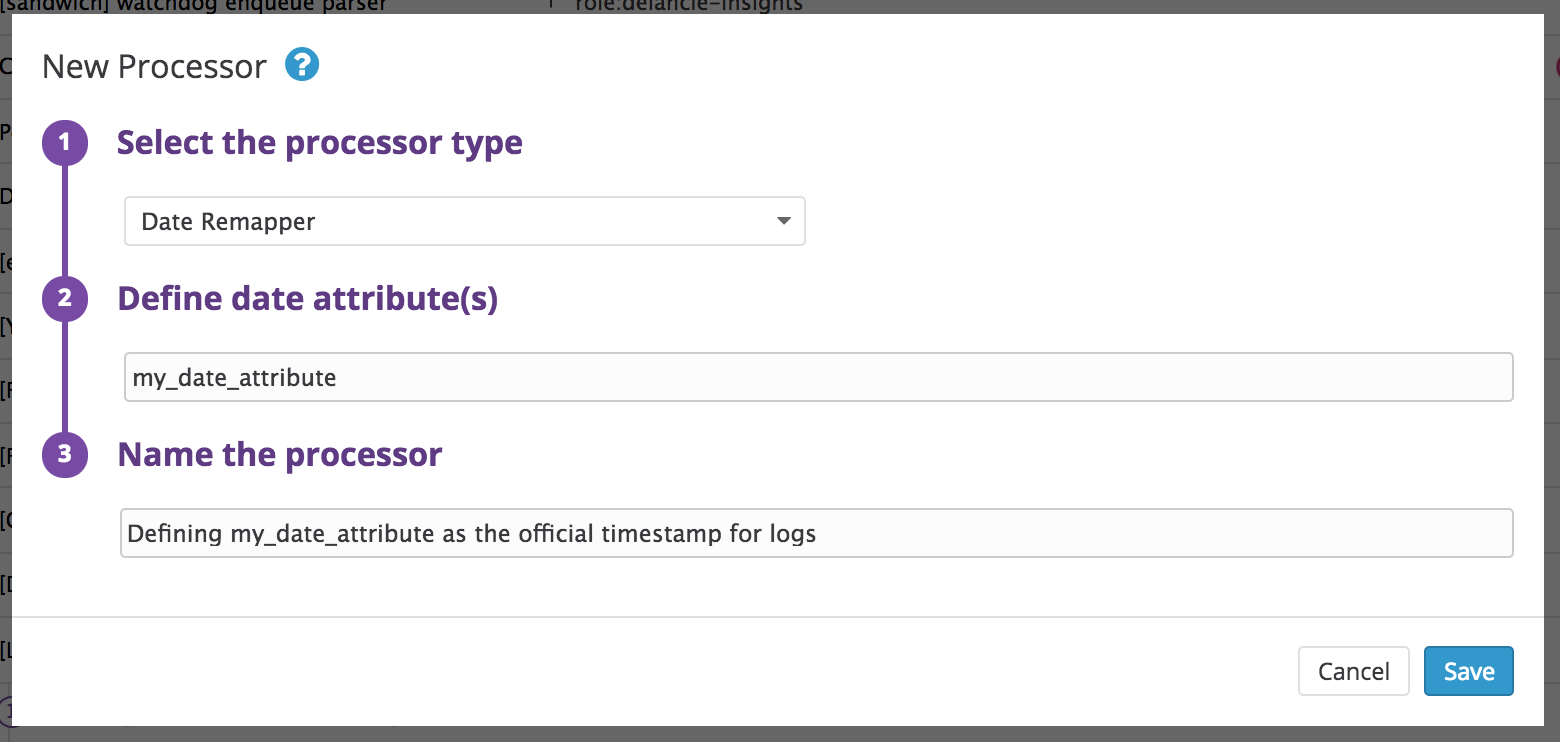 [sandwich] watchdog enqueue parser
role:delancie-insights
New Processor ?
1 Select the processor type
Date Remapper
2 Define date attribute(s)
my_date_attribute
3 Name the processor
Defining my_date_attribute as the official timestamp for logs
Cancel Save